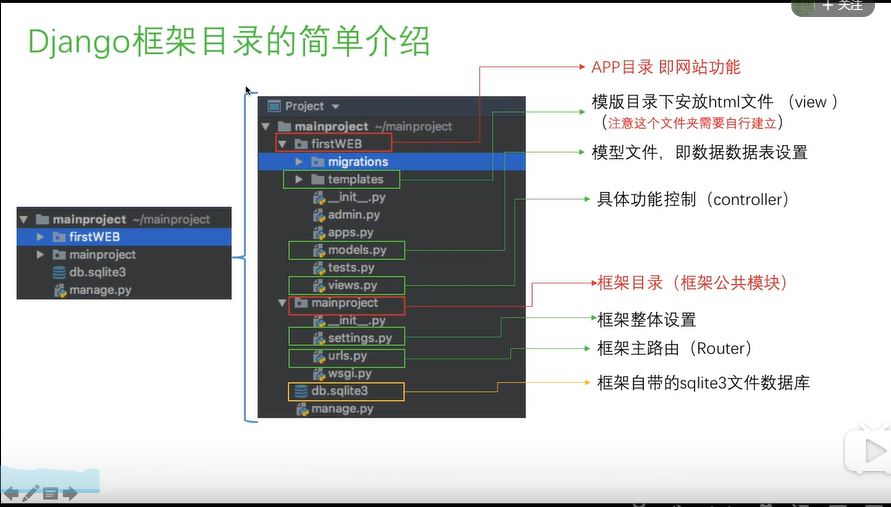 + 关注
Django框架目录的简单介绍
mainproject ~/mainproject
firstWEB
mainproject
db.sqlite3
manage.py
Project
mainproject ~/mainproject
firstWEB
migrations
templates
__init__.py
admin.py
apps.py
models.py
tests.py
views.py
mainproject
__init__.py
settings.py
urls.py
wsgi.py
db.sqlite3
manage.py
APP目录 即网站功能
模版目录下安放html文件 （view ）
（注意这个文件夹需要自行建立）
模型文件，即数据数据表设置
具体功能控制（controller）
框架目录（框架公共模块）
框架整体设置
框架主路由（Router）
框架自带的sqlite3文件数据库